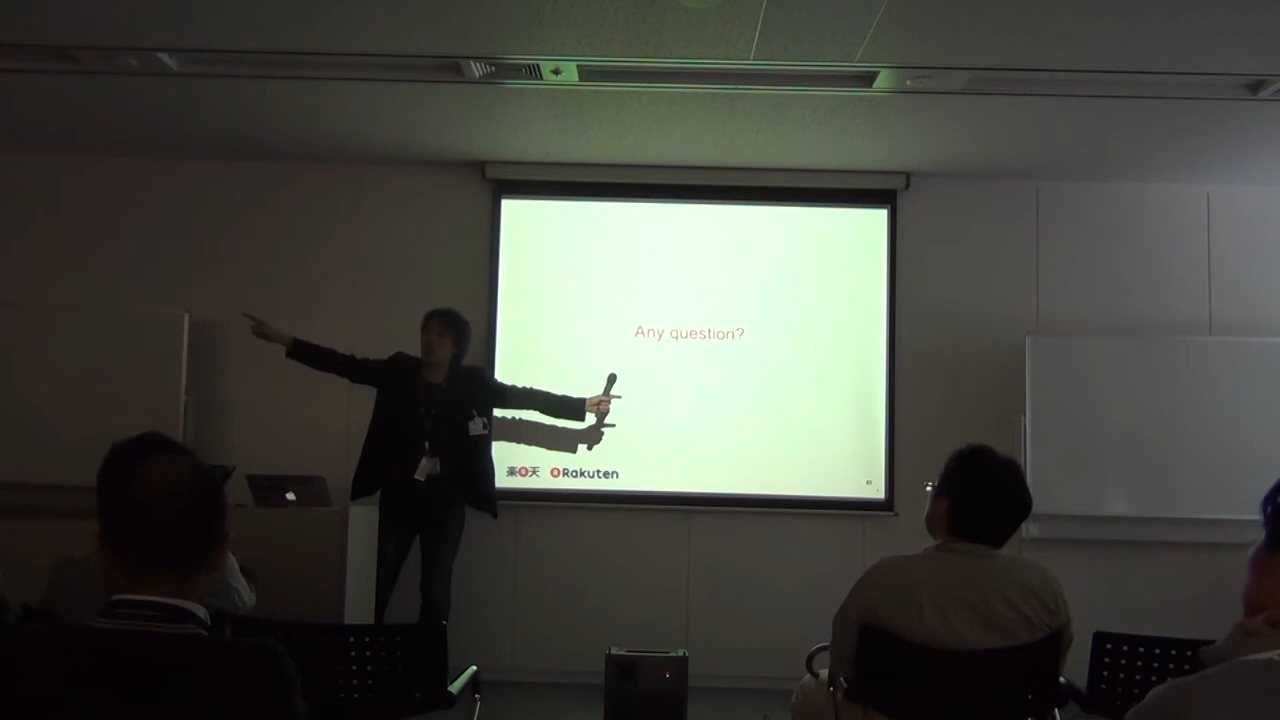 Any question?
楽天 Rakuten